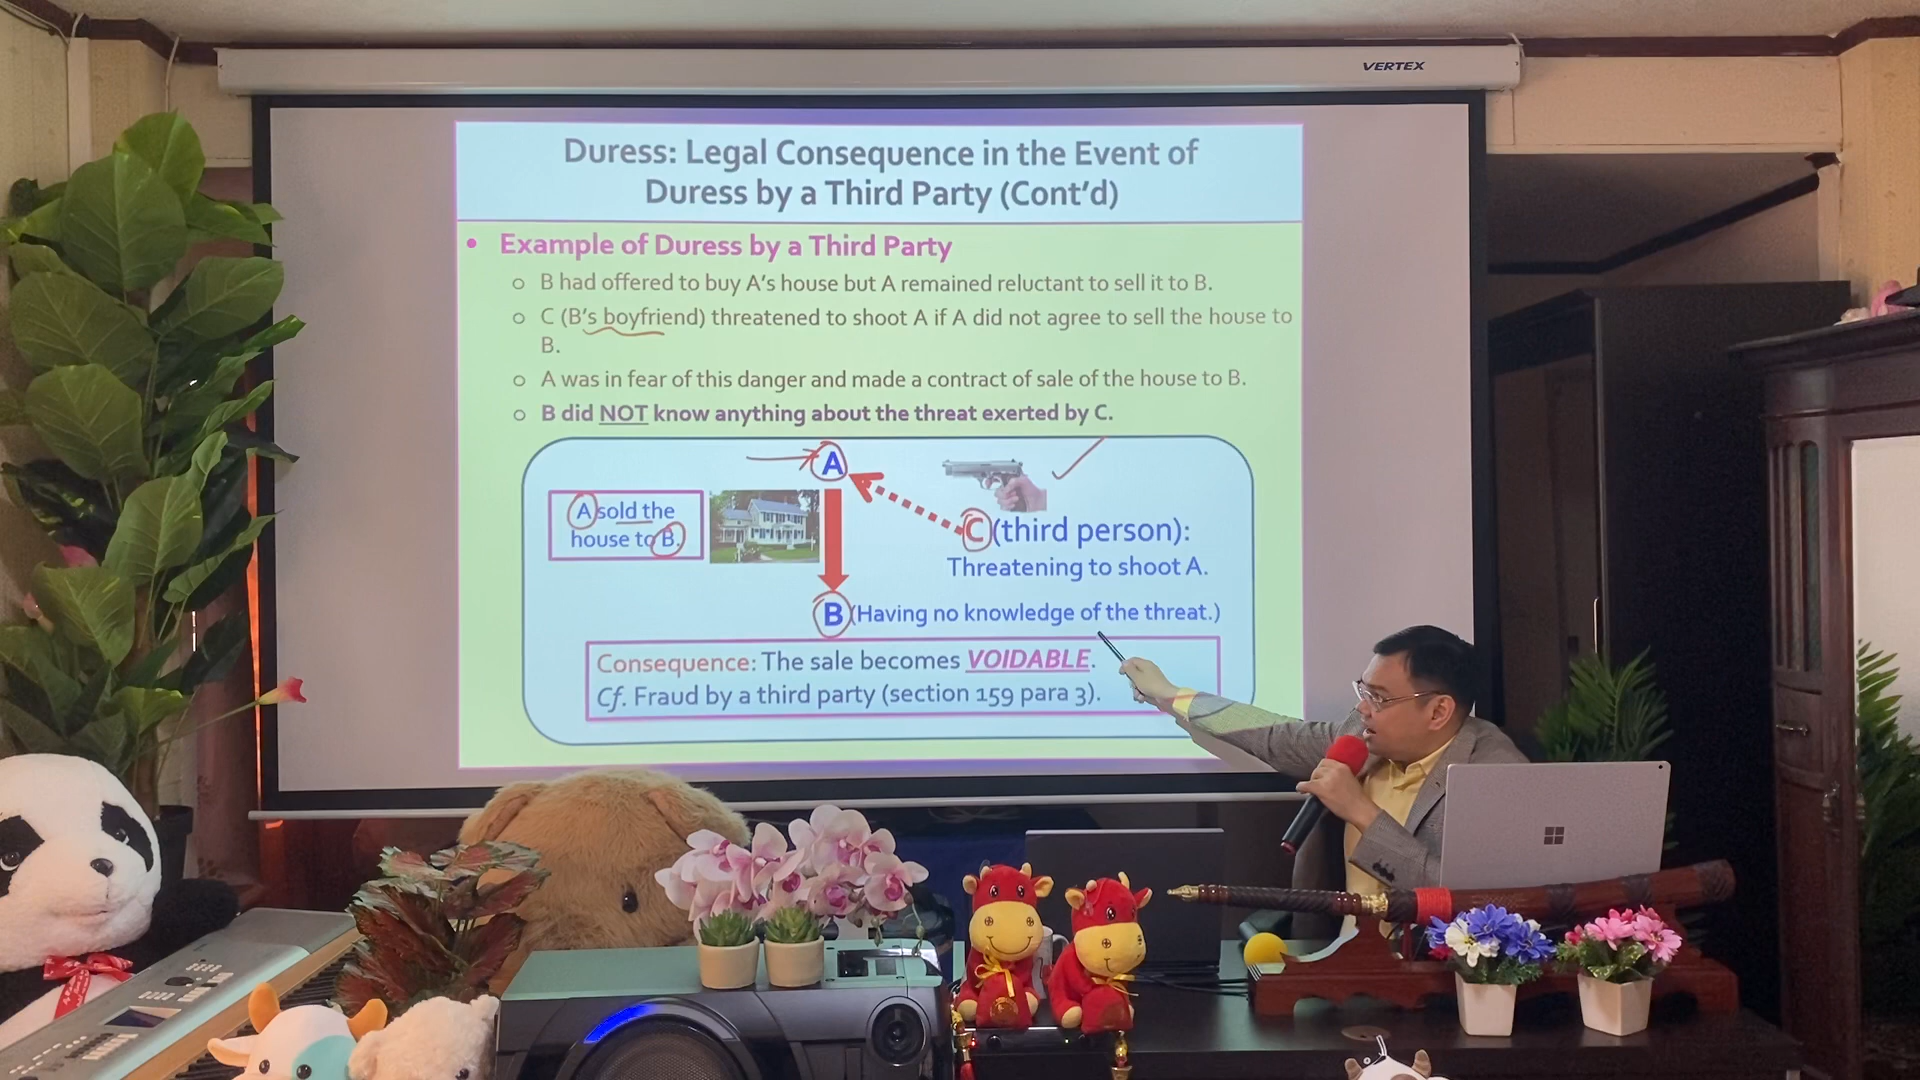 VERTEX
Duress: Legal Consequence in the Event of
Duress by a Third Party (Cont'd)
• Example of Duress by a Third Party
o B had offered to buy A's house but A remained reluctant to sell it to B.
o C (B's boyfriend) threatened to shoot A if A did not agree to sell the house to
B.
o A was in fear of this danger and made a contract of sale of the house to B.
o B did NOT know anything about the threat exerted by C.
A
A sold the
house to B.
C (third person):
Threatening to shoot A.
B (Having no knowledge of the threat.)
Consequence: The sale becomes VOIDABLE.
Cf. Fraud by a third party (section 159 para 3).